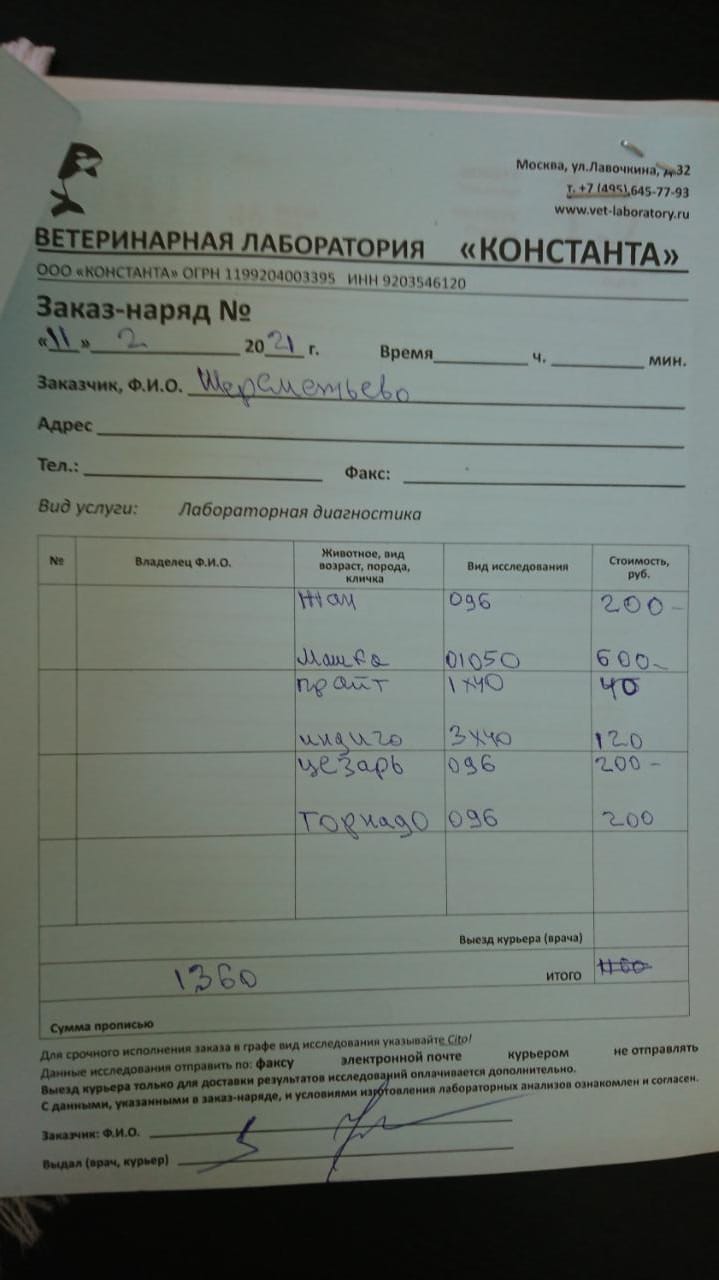 Москва, ул.Лавочкина, д.32
т. +7 (495) 645-77-93
www.vet-laboratory.ru
ВЕТЕРИНАРНАЯ ЛАБОРАТОРИЯ «КОНСТАНТА»
ООО «КОНСТАНТА» ОГРН 1199204003395 ИНН 9203546120
Заказ-наряд №
«11» 2 2021 г. Время ч. мин.
Заказчик, Ф.И.О. Шереметьево
Адрес
Тел.: Факс:
Вид услуги: Лабораторная диагностика
№ Владелец Ф.И.О. Животное, вид возраст, порода, кличка Вид исследования Стоимость, руб.
Жан 096 200-
Машка 01050 600-
прайт 1х40 40
индиго 3х40 120
цезарь 096 200-
Торнадо 096 200
Выезд курьера (врача)
1360 ИТОГО 1160
Сумма прописью
Для срочного исполнения заказа в графе вид исследования указывайте Cito!
Данные исследования отправить по: факсу электронной почте курьером не отправлять
Выезд курьера только для доставки результатов исследований оплачивается дополнительно.
С данными, указанными в заказ-наряде, и условиями изготовления лабораторных анализов ознакомлен и согласен.
Заказчик: Ф.И.О.
Выдал (врач, курьер)